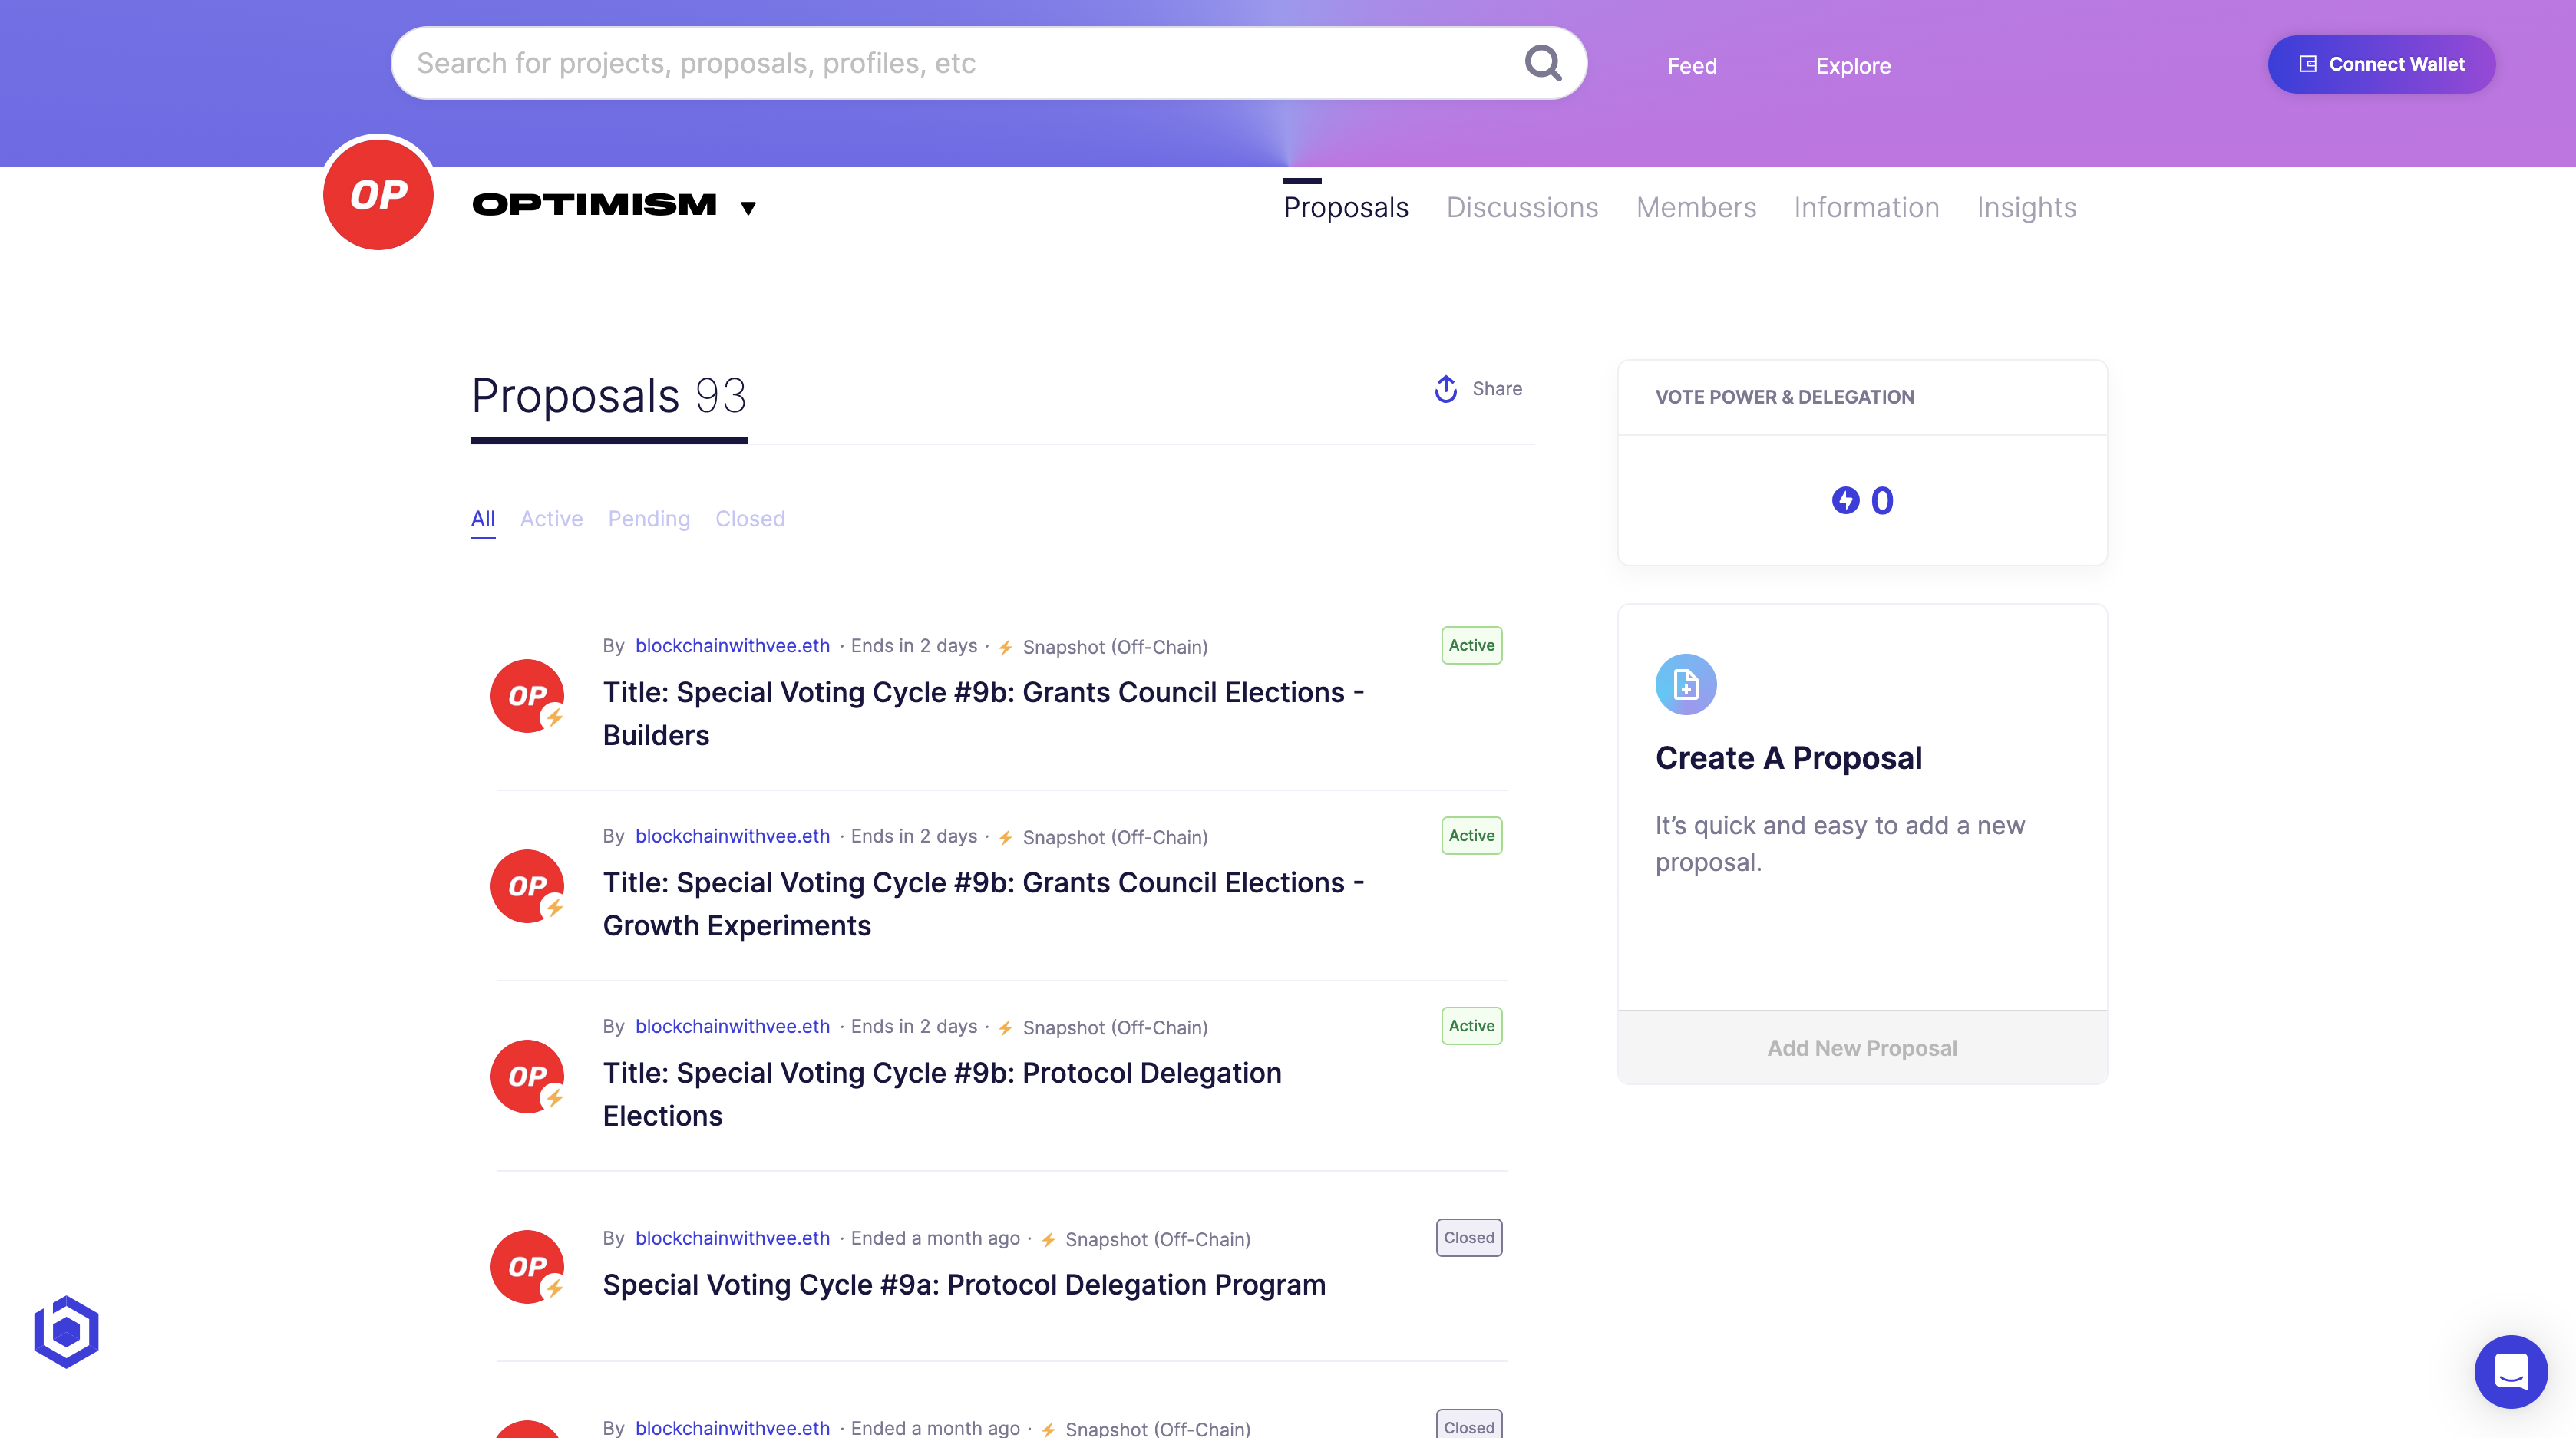 Search for projects, proposals, profiles, etc
Feed
Explore
Connect Wallet
OP
OPTIMISM ▼
Proposals
Discussions
Members
Information
Insights
Proposals 93
Share
All
Active
Pending
Closed
By blockchainwithvee.eth · Ends in 2 days · ⚡ Snapshot (Off-Chain)
Active
OP
Title: Special Voting Cycle #9b: Grants Council Elections -
Builders
By blockchainwithvee.eth · Ends in 2 days · ⚡ Snapshot (Off-Chain)
Active
OP
Title: Special Voting Cycle #9b: Grants Council Elections -
Growth Experiments
By blockchainwithvee.eth · Ends in 2 days · ⚡ Snapshot (Off-Chain)
Active
OP
Title: Special Voting Cycle #9b: Protocol Delegation
Elections
By blockchainwithvee.eth · Ended a month ago · ⚡ Snapshot (Off-Chain)
Closed
OP
Special Voting Cycle #9a: Protocol Delegation Program
By blockchainwithvee.eth · Ended a month ago · ⚡ Snapshot (Off-Chain)
Closed
VOTE POWER & DELEGATION
0
Create A Proposal
It’s quick and easy to add a new
proposal.
Add New Proposal